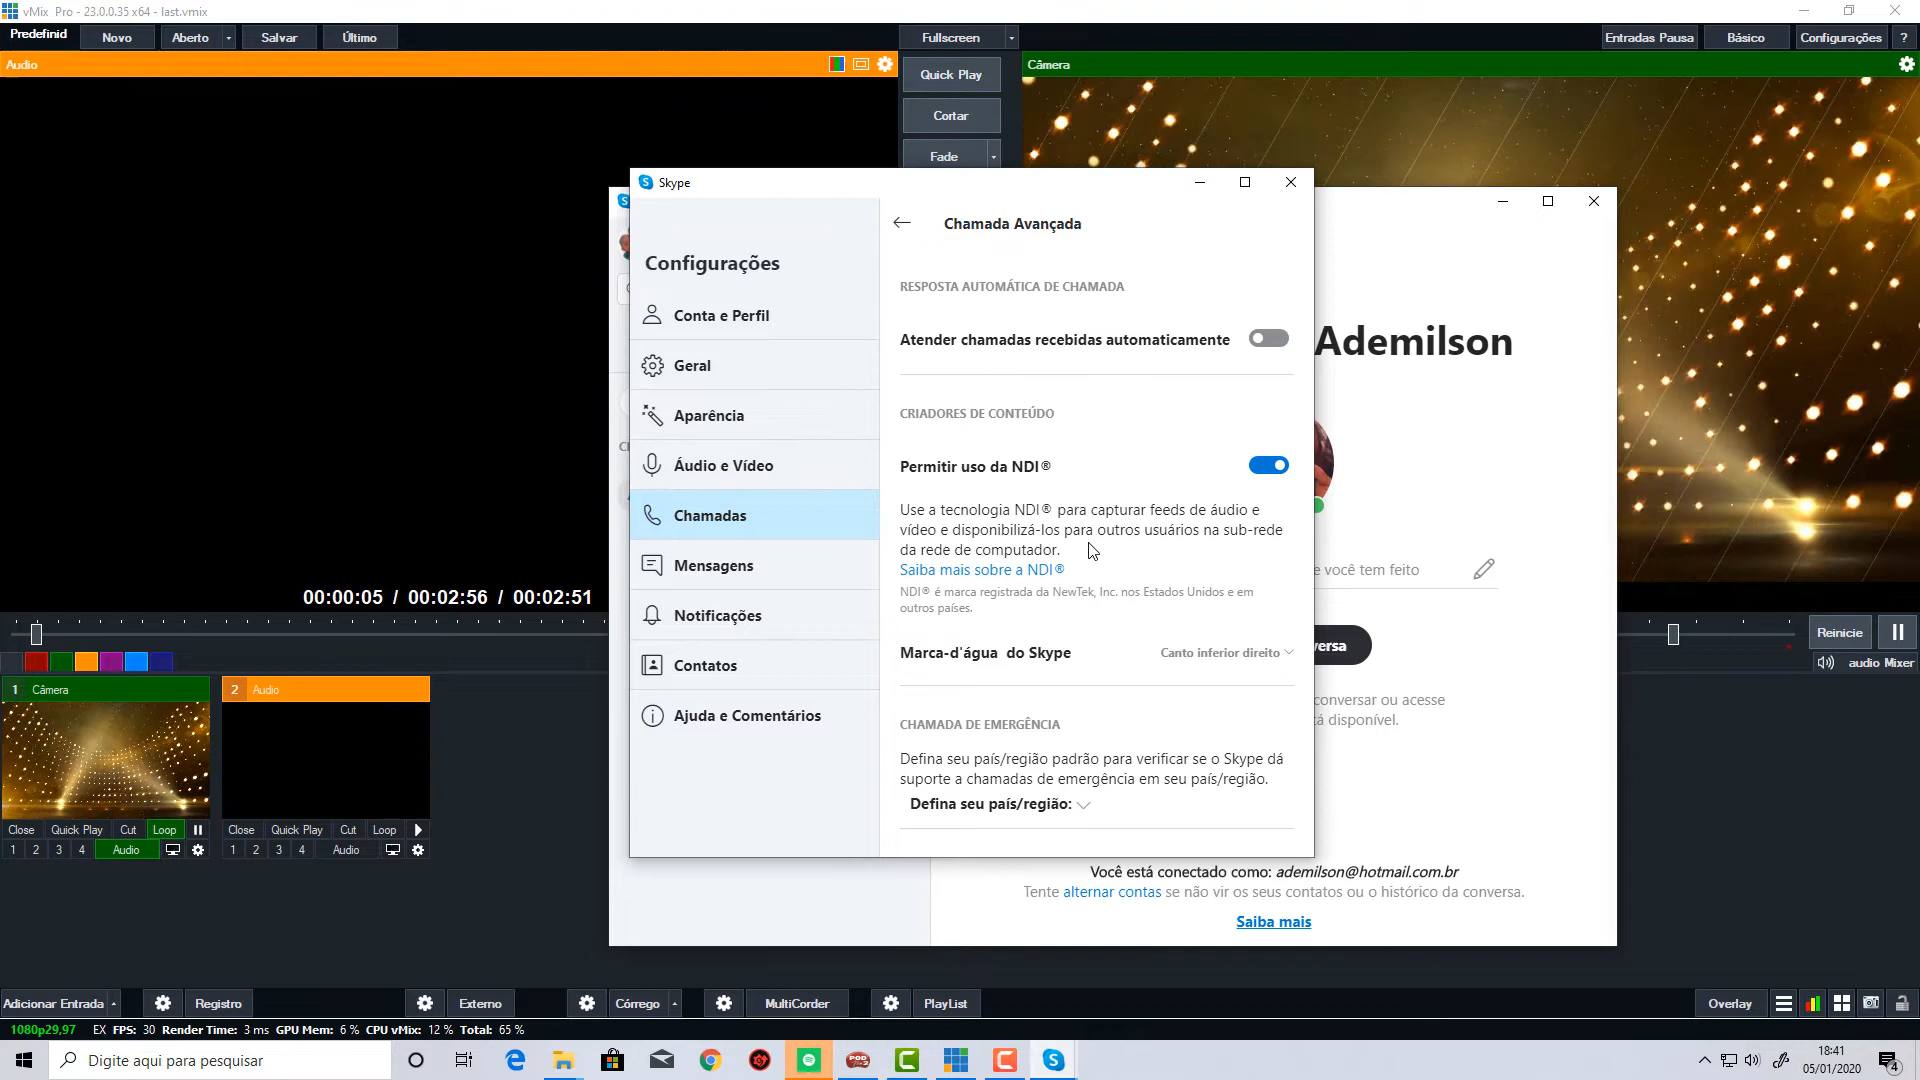 vMix Pro - 23.0.0.35 x64 - last.vmix
Predefinid Novo Aberto Salvar Último Fullscreen Entradas Pausa Básico Configurações ?
Audio
Câmera
Quick Play
Cortar
Fade
Skype
Chamada Avançada
Configurações
Conta e Perfil
Geral
Aparência
Áudio e Vídeo
Chamadas
Mensagens
Notificações
Contatos
Ajuda e Comentários
RESPOSTA AUTOMÁTICA DE CHAMADA
Atender chamadas recebidas automaticamente
CRIADORES DE CONTEÚDO
Permitir uso da NDI®
Use a tecnologia NDI® para capturar feeds de áudio e
vídeo e disponibilizá-los para outros usuários na sub-rede
da rede de computador.
Saiba mais sobre a NDI®
NDI® é marca registrada da NewTek, Inc. nos Estados Unidos e em
outros países.
Marca-d'água do Skype Canto inferior direito
CHAMADA DE EMERGÊNCIA
Defina seu país/região padrão para verificar se o Skype dá
suporte a chamadas de emergência em seu país/região.
Defina seu país/região:
Ademilson
e você tem feito
versa
conversar ou acesse
tá disponível.
Você está conectado como: ademilson@hotmail.com.br
Tente alternar contas se não vir os seus contatos ou o histórico da conversa.
Saiba mais
00:00:05 / 00:02:56 / 00:02:51
Reinicie
audio Mixer
1 Câmera
2 Audio
Close Quick Play Cut Loop
1 2 3 4 Audio
Close Quick Play Cut Loop
1 2 3 4 Audio
Adicionar Entrada Registro Externo Córrego MultiCorder PlayList Overlay
1080p29,97 EX FPS: 30 Render Time: 3 ms GPU Mem: 6 % CPU vMix: 12 % Total: 65 %
Digite aqui para pesquisar
18:41
05/01/2020
4